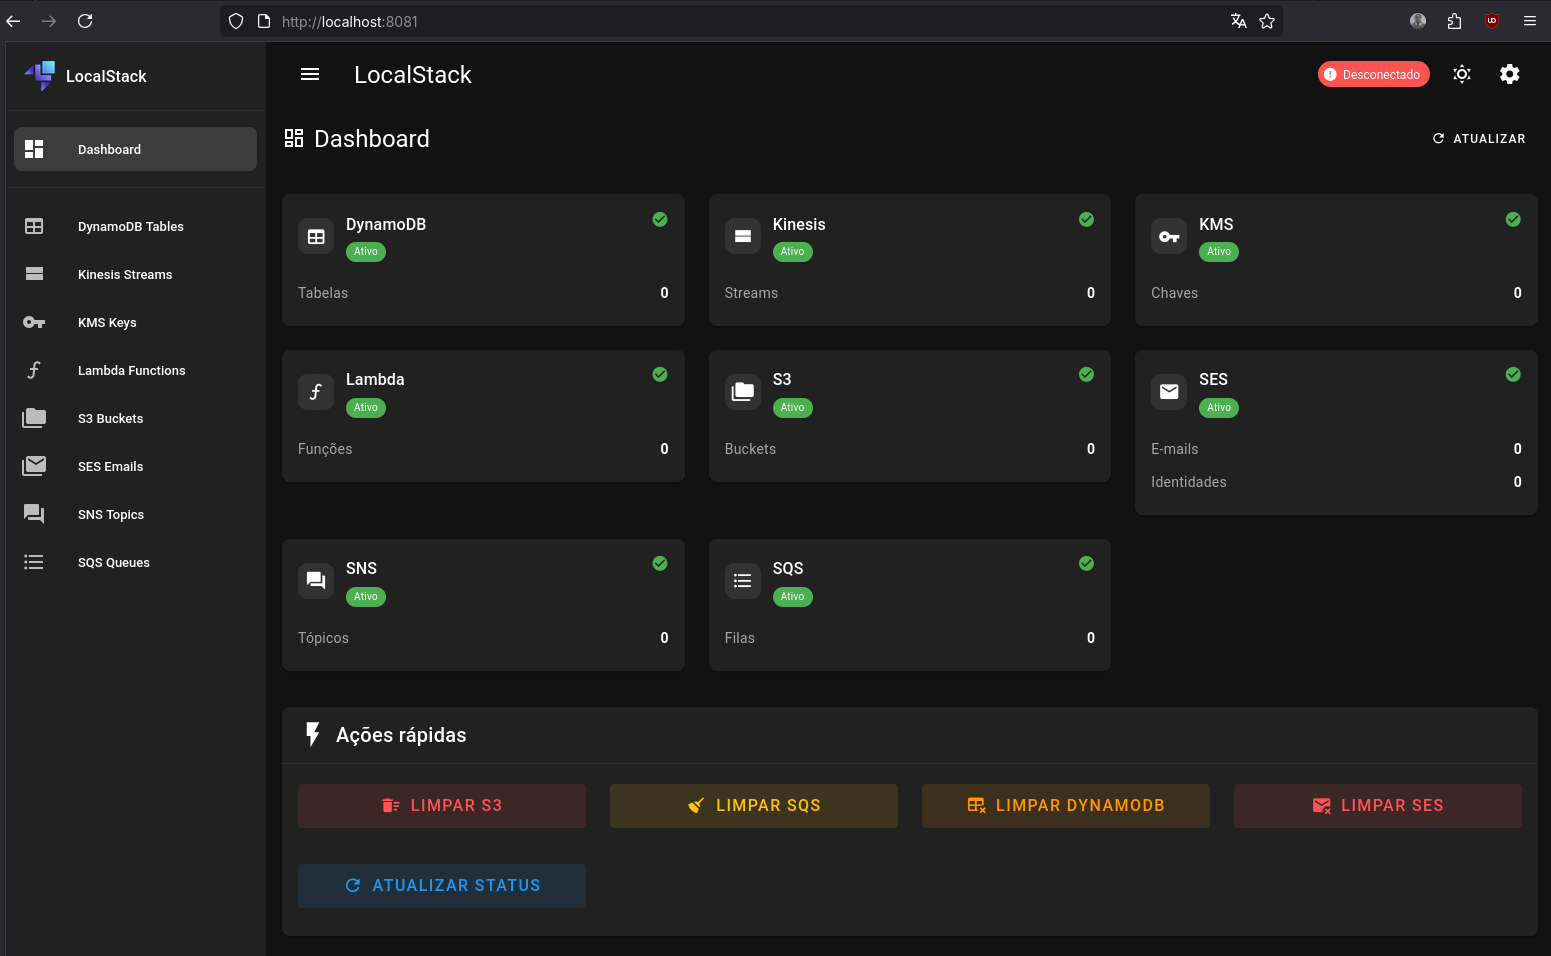 http://localhost:8081
UD
LocalStack
LocalStack
Desconectado
Dashboard
DynamoDB Tables
Kinesis Streams
KMS Keys
Lambda Functions
S3 Buckets
SES Emails
SNS Topics
SQS Queues
Dashboard
ATUALIZAR
DynamoDB
Ativo
Tabelas 0
Kinesis
Ativo
Streams 0
KMS
Ativo
Chaves 0
Lambda
Ativo
Funções 0
S3
Ativo
Buckets 0
SES
Ativo
E-mails 0
Identidades 0
SNS
Ativo
Tópicos 0
SQS
Ativo
Filas 0
Ações rápidas
LIMPAR S3
LIMPAR SQS
LIMPAR DYNAMODB
LIMPAR SES
ATUALIZAR STATUS